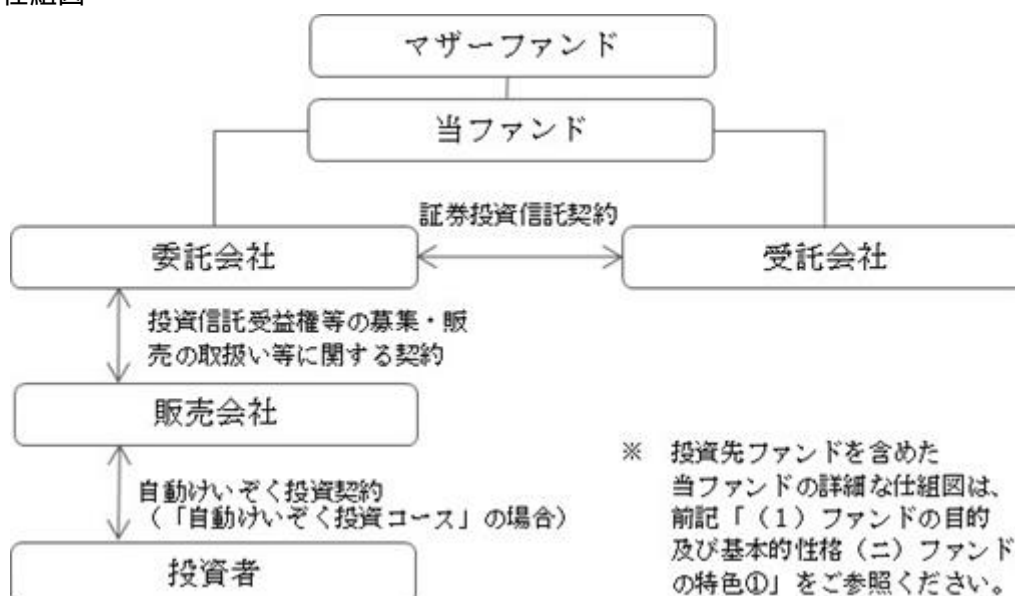 仕組図
マザーファンド
当ファンド
証券投資信託契約
委託会社
受託会社
投資信託受益権等の募集・販
売の取扱い等に関する契約
販売会社
自動けいぞく投資契約
(「自動けいぞく投資コース」の場合)
投資者
※ 投資先ファンドを含めた
当ファンドの詳細な仕組図は、
前記「(1)ファンドの目的
及び基本的性格(ニ)ファンド
の特色①」をご参照ください。